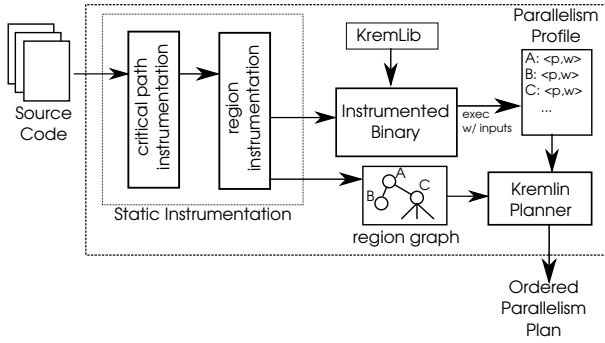 Source
Code
critical path
instrumentation
region
instrumentation
Static Instrumentation
KremLib
Instrumented
Binary
exec
w/ inputs
Parallelism
Profile
A: <p,w>
B: <p,w>
C: <p,w>
...
A
B
C
region graph
Kremlin
Planner
Ordered
Parallelism
Plan